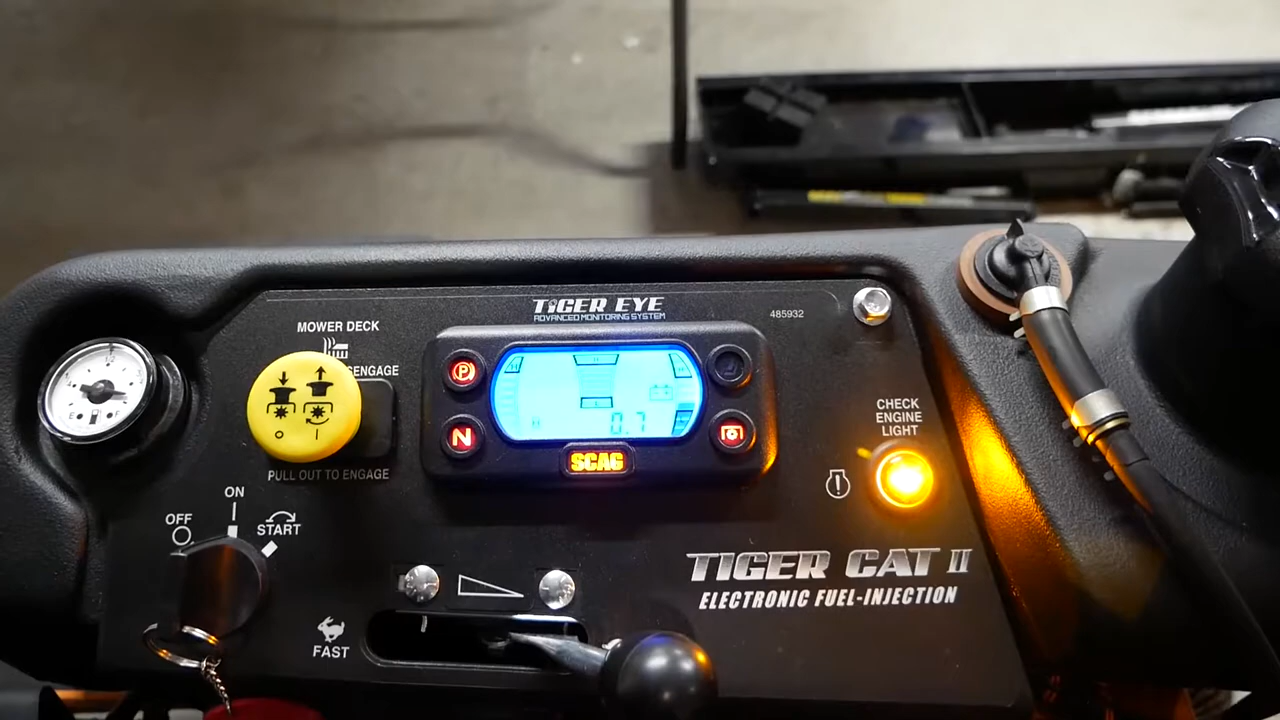 TIGER EYE
ADVANCED MONITORING SYSTEM
485932
MOWER DECK
ENGAGE
PULL OUT TO ENGAGE
P
N
H
0.7
SCAG
CHECK
ENGINE
LIGHT
ON
OFF
START
FAST
TIGER CAT II
ELECTRONIC FUEL-INJECTION
E